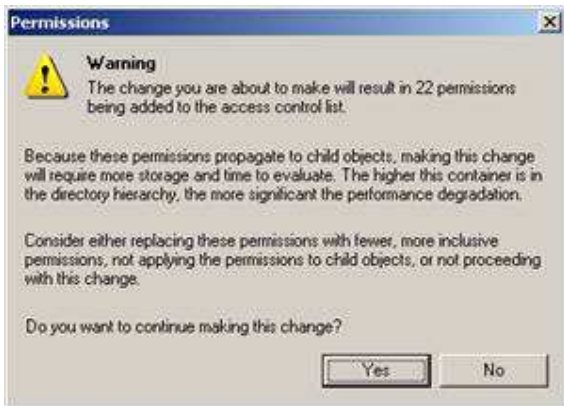 Permissions
Warning
The change you are about to make will result in 22 permissions
being added to the access control list.
Because these permissions propagate to child objects, making this change
will require more storage and time to evaluate. The higher this container is in
the directory hierarchy, the more significant the performance degradation.
Consider either replacing these permissions with fewer, more inclusive
permissions, not applying the permissions to child objects, or not proceeding
with this change.
Do you want to continue making this change?
Yes No